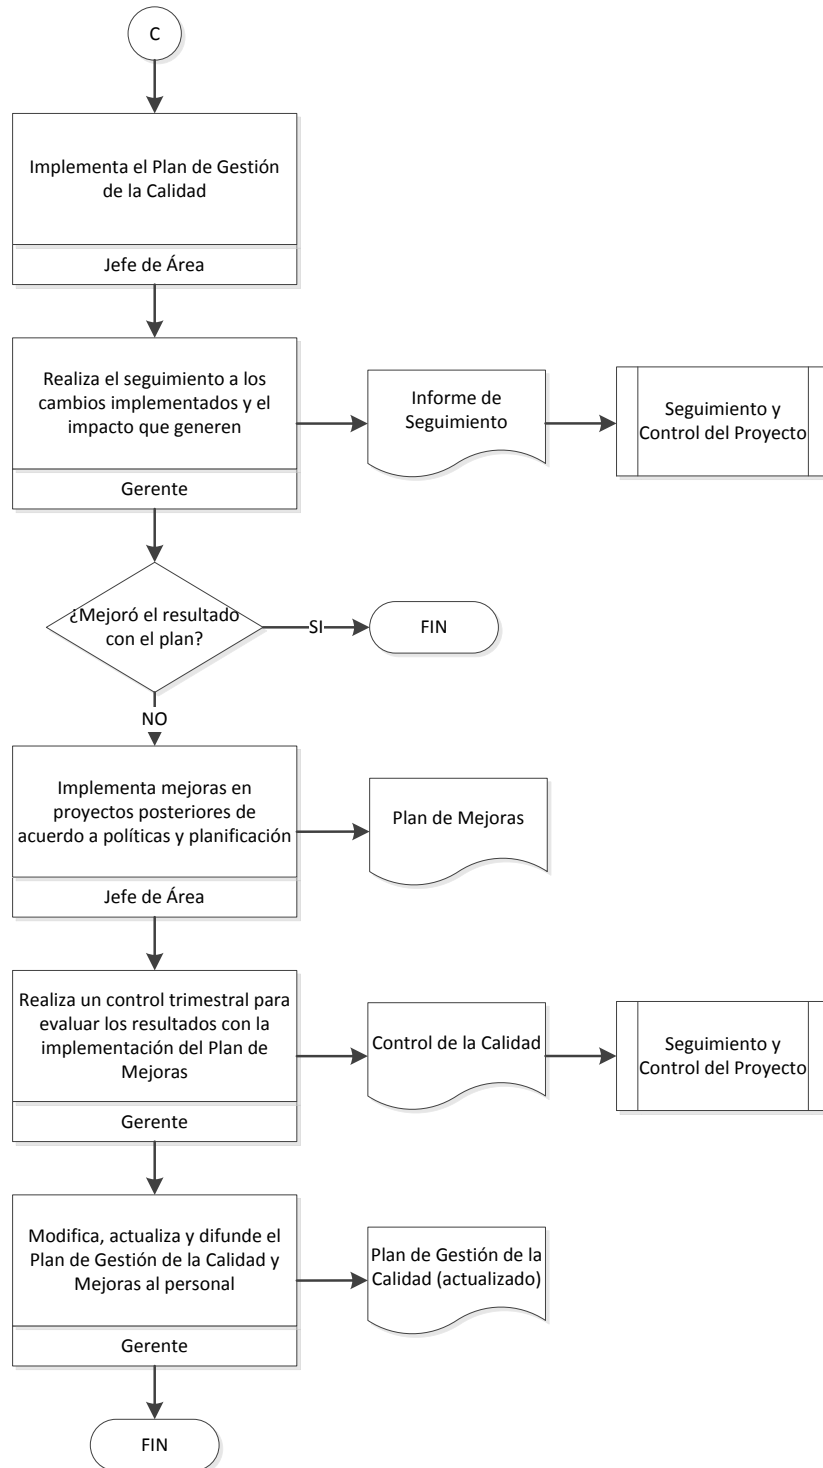 C
Implementa el Plan de Gestión
de la Calidad
Jefe de Área
Realiza el seguimiento a los
cambios implementados y el
impacto que generen
Gerente
Informe de
Seguimiento
Seguimiento y
Control del Proyecto
¿Mejoró el resultado
con el plan?
SI
FIN
NO
Implementa mejoras en
proyectos posteriores de
acuerdo a políticas y planificación
Jefe de Área
Plan de Mejoras
Realiza un control trimestral para
evaluar los resultados con la
implementación del Plan de
Mejoras
Gerente
Control de la Calidad
Seguimiento y
Control del Proyecto
Modifica, actualiza y difunde el
Plan de Gestión de la Calidad y
Mejoras al personal
Gerente
Plan de Gestión de la
Calidad (actualizado)
FIN